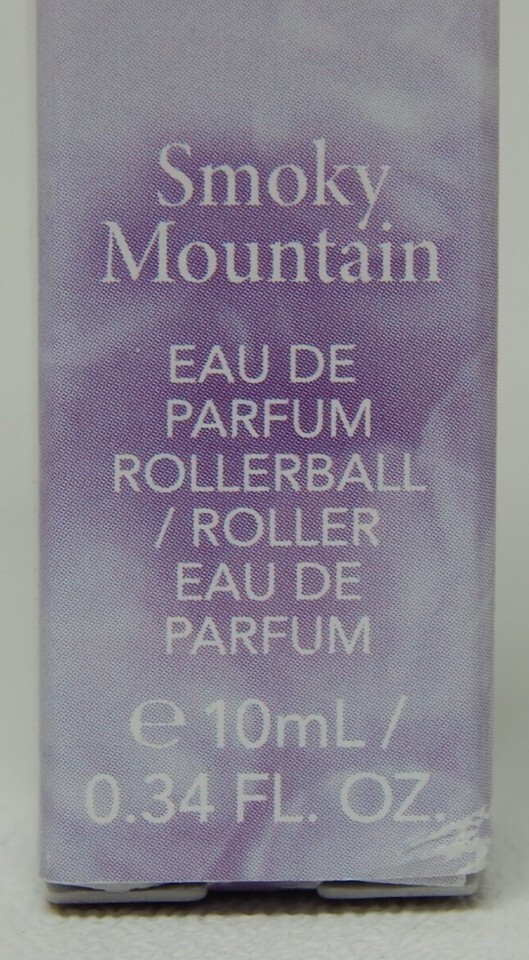 Smoky
Mountain
EAU DE
PARFUM
ROLLERBALL
/ ROLLER
EAU DE
PARFUM
℮ 10mL /
0.34 FL. OZ.